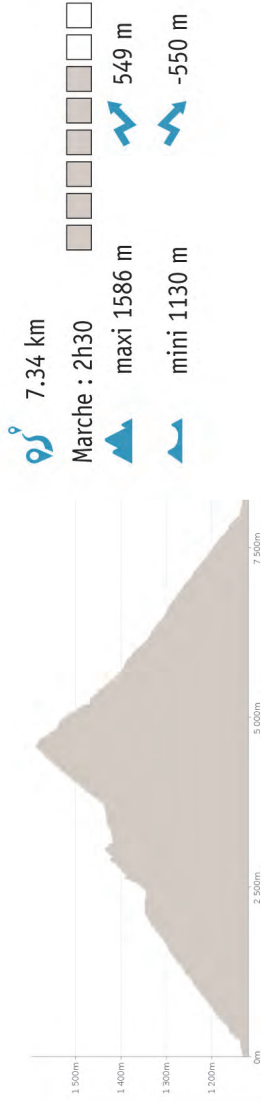 7.34 km
Marche : 2h30
maxi 1586 m
549 m
mini 1130 m
-550 m
1 500m
1 400m
1 300m
1 200m
0m
2 500m
5 000m
7 500m